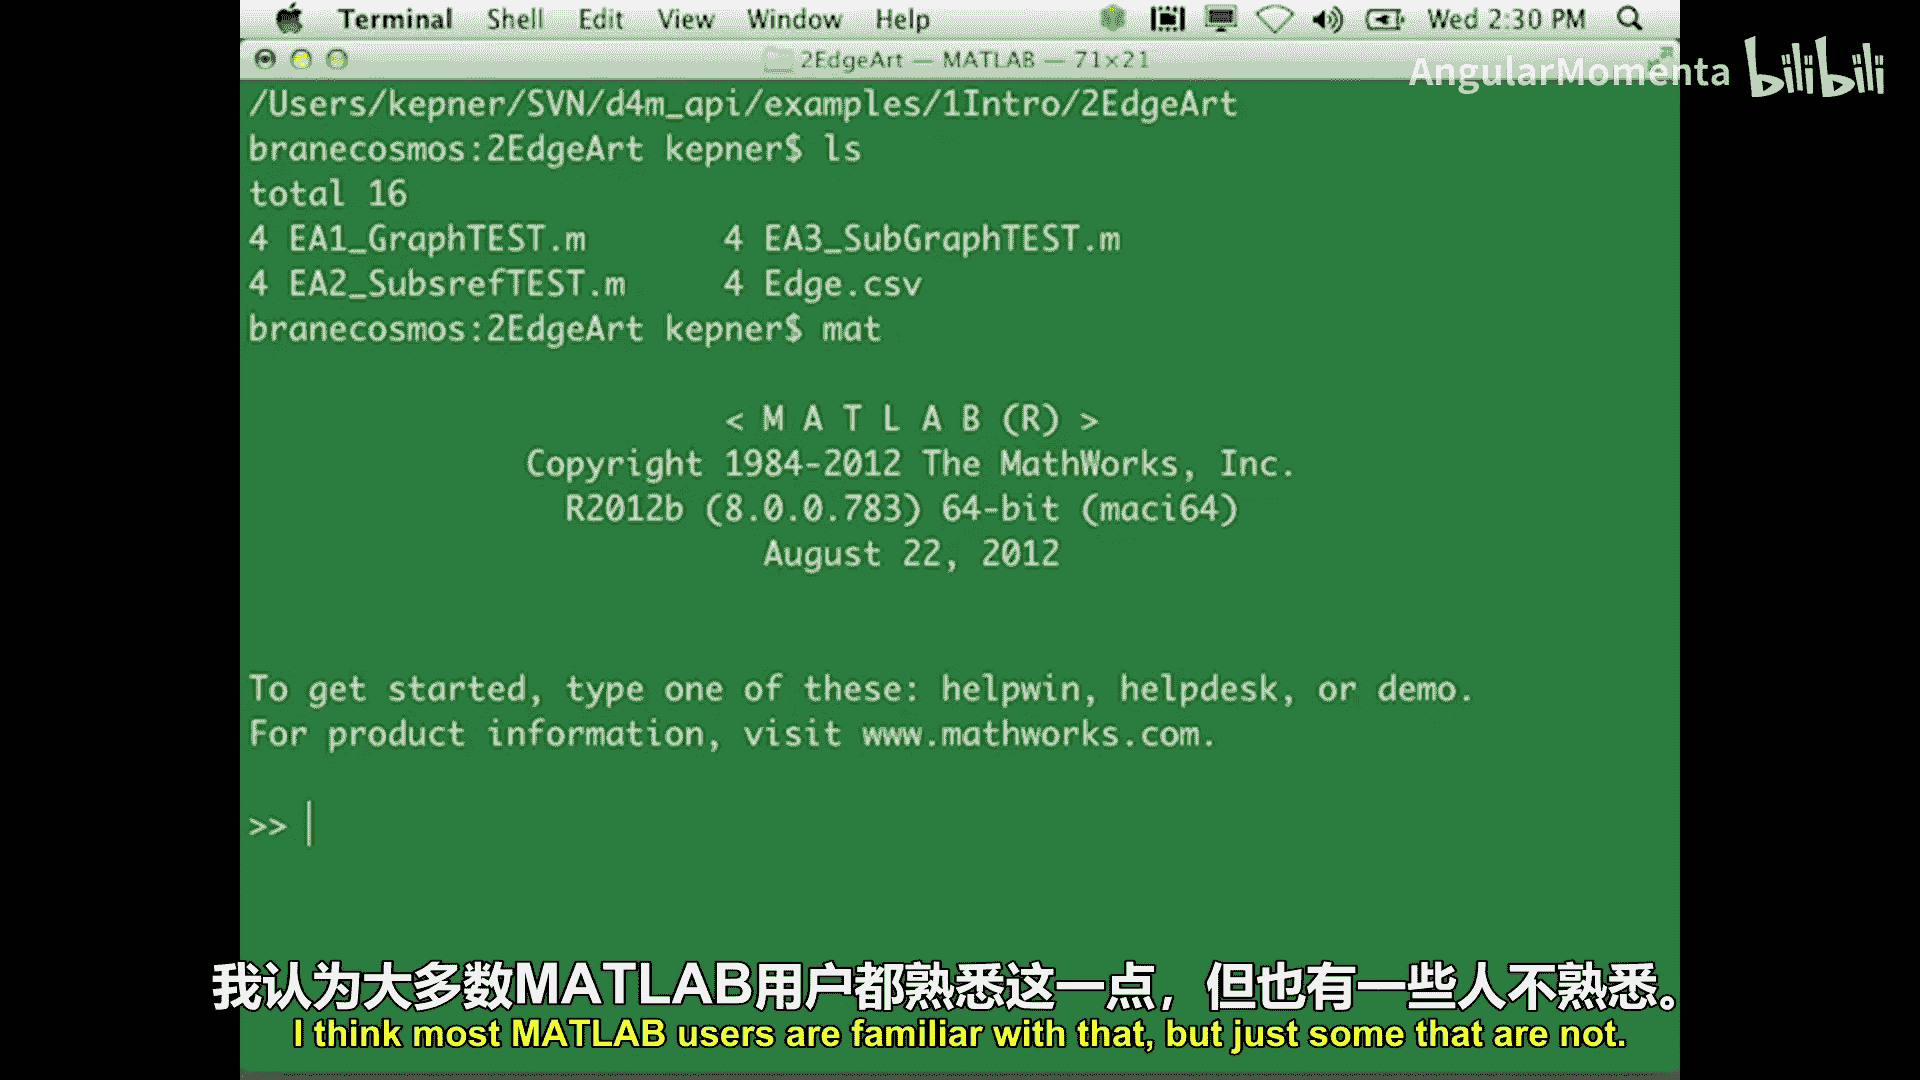 Terminal Shell Edit View Window Help Wed 2:30 PM
2EdgeArt — MATLAB — 71×21
AngularMomenta bilibili
/Users/kepner/SVN/d4m_api/examples/1Intro/2EdgeArt
branecosmos:2EdgeArt kepner$ ls
total 16
4 EA1_GraphTEST.m 4 EA3_SubGraphTEST.m
4 EA2_SubsrefTEST.m 4 Edge.csv
branecosmos:2EdgeArt kepner$ mat
< M A T L A B (R) >
Copyright 1984-2012 The MathWorks, Inc.
R2012b (8.0.0.783) 64-bit (maci64)
August 22, 2012
To get started, type one of these: helpwin, helpdesk, or demo.
For product information, visit www.mathworks.com.
>>
我认为大多数MATLAB用户都熟悉这一点，但也有一些人不熟悉。
I think most MATLAB users are familiar with that, but just some that are not.